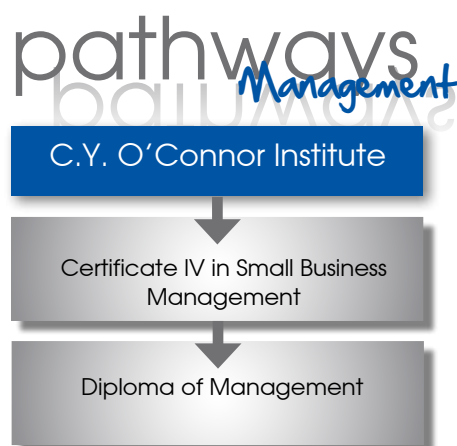 pathways
Management
C.Y. O'Connor Institute
Certificate IV in Small Business
Management
Diploma of Management